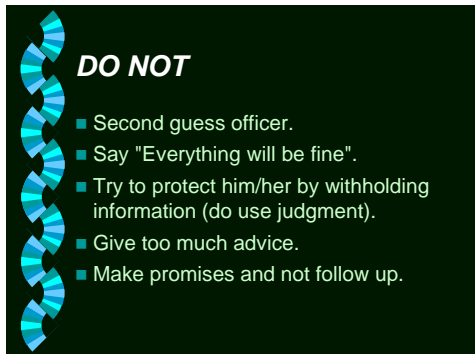 DO NOT
Second guess officer.
Say "Everything will be fine".
Try to protect him/her by withholding
information (do use judgment).
Give too much advice.
Make promises and not follow up.